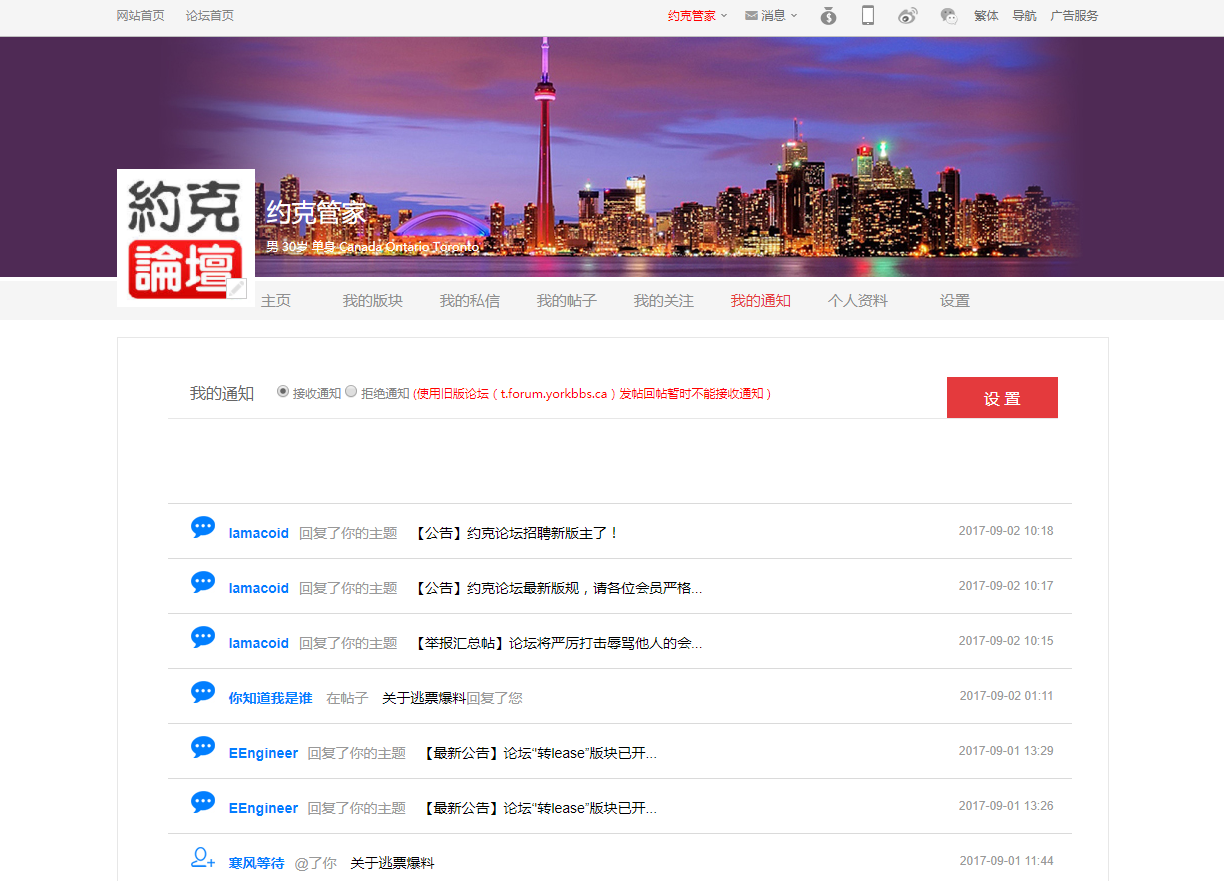 网站首页 论坛首页 约克管家 消息 繁体 导航 广告服务
約克
論壇
约克管家
男 30岁 单身 Canada Ontario Toronto
主页 我的版块 我的私信 我的帖子 我的关注 我的通知 个人资料 设置
我的通知 接收通知 拒绝通知 (使用旧版论坛（t.forum.yorkbbs.ca）发帖回帖暂时不能接收通知 ) 设 置
lamacoid 回复了你的主题 【公告】约克论坛招聘新版主了！ 2017-09-02 10:18
lamacoid 回复了你的主题 【公告】约克论坛最新版规，请各位会员严格... 2017-09-02 10:17
lamacoid 回复了你的主题 【举报汇总帖】论坛将严厉打击辱骂他人的会... 2017-09-02 10:15
你知道我是谁 在帖子 关于逃票爆料回复了您 2017-09-02 01:11
EEngineer 回复了你的主题 【最新公告】论坛“转lease”版块已开... 2017-09-01 13:29
EEngineer 回复了你的主题 【最新公告】论坛“转lease”版块已开... 2017-09-01 13:26
寒风等待 @了你 关于逃票爆料 2017-09-01 11:44